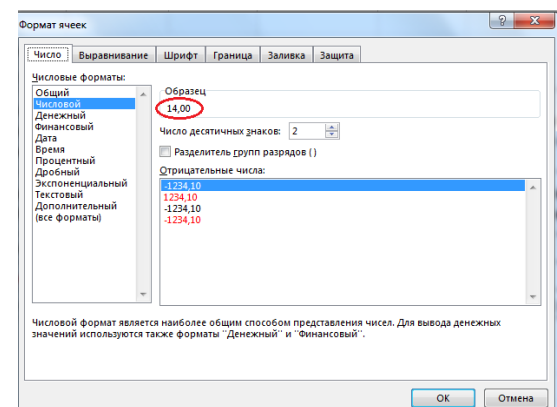 Формат ячеек
Число Выравнивание Шрифт Граница Заливка Защита
Числовые форматы:
Общий
Числовой
Денежный
Финансовый
Дата
Время
Процентный
Дробный
Экспоненциальный
Текстовый
Дополнительный
(все форматы)
Образец
14,00
Число десятичных знаков: 2
Разделитель групп разрядов ( )
Отрицательные числа:
-1234,10
1234,10
-1234,10
-1234,10
Числовой формат является наиболее общим способом представления чисел. Для вывода денежных
значений используются также форматы "Денежный" и "Финансовый".
ОК Отмена